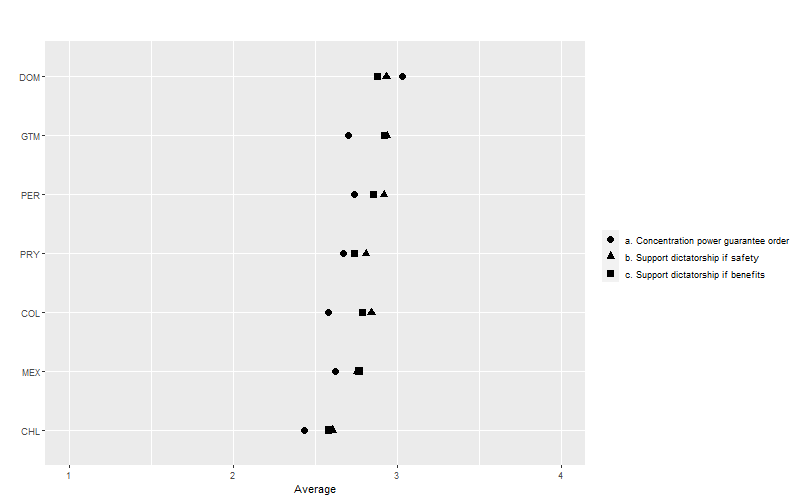 DOM
GTM
PER
PRY
COL
MEX
CHL
1 2 3 4
Average
a. Concentration power guarantee order
b. Support dictatorship if safety
c. Support dictatorship if benefits